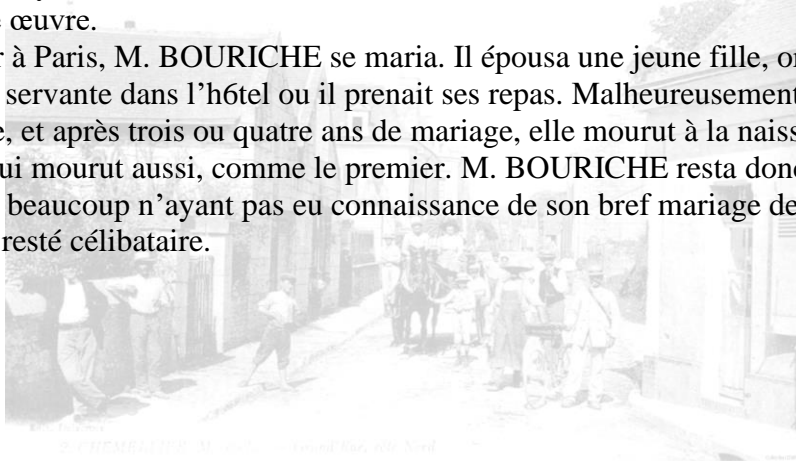 œuvre.
r à Paris, M. BOURICHE se maria. Il épousa une jeune fille, or
servante dans l'h6tel ou il prenait ses repas. Malheureusement
e, et après trois ou quatre ans de mariage, elle mourut à la naiss
ui mourut aussi, comme le premier. M. BOURICHE resta donc
beaucoup n'ayant pas eu connaissance de son bref mariage de
resté célibataire.